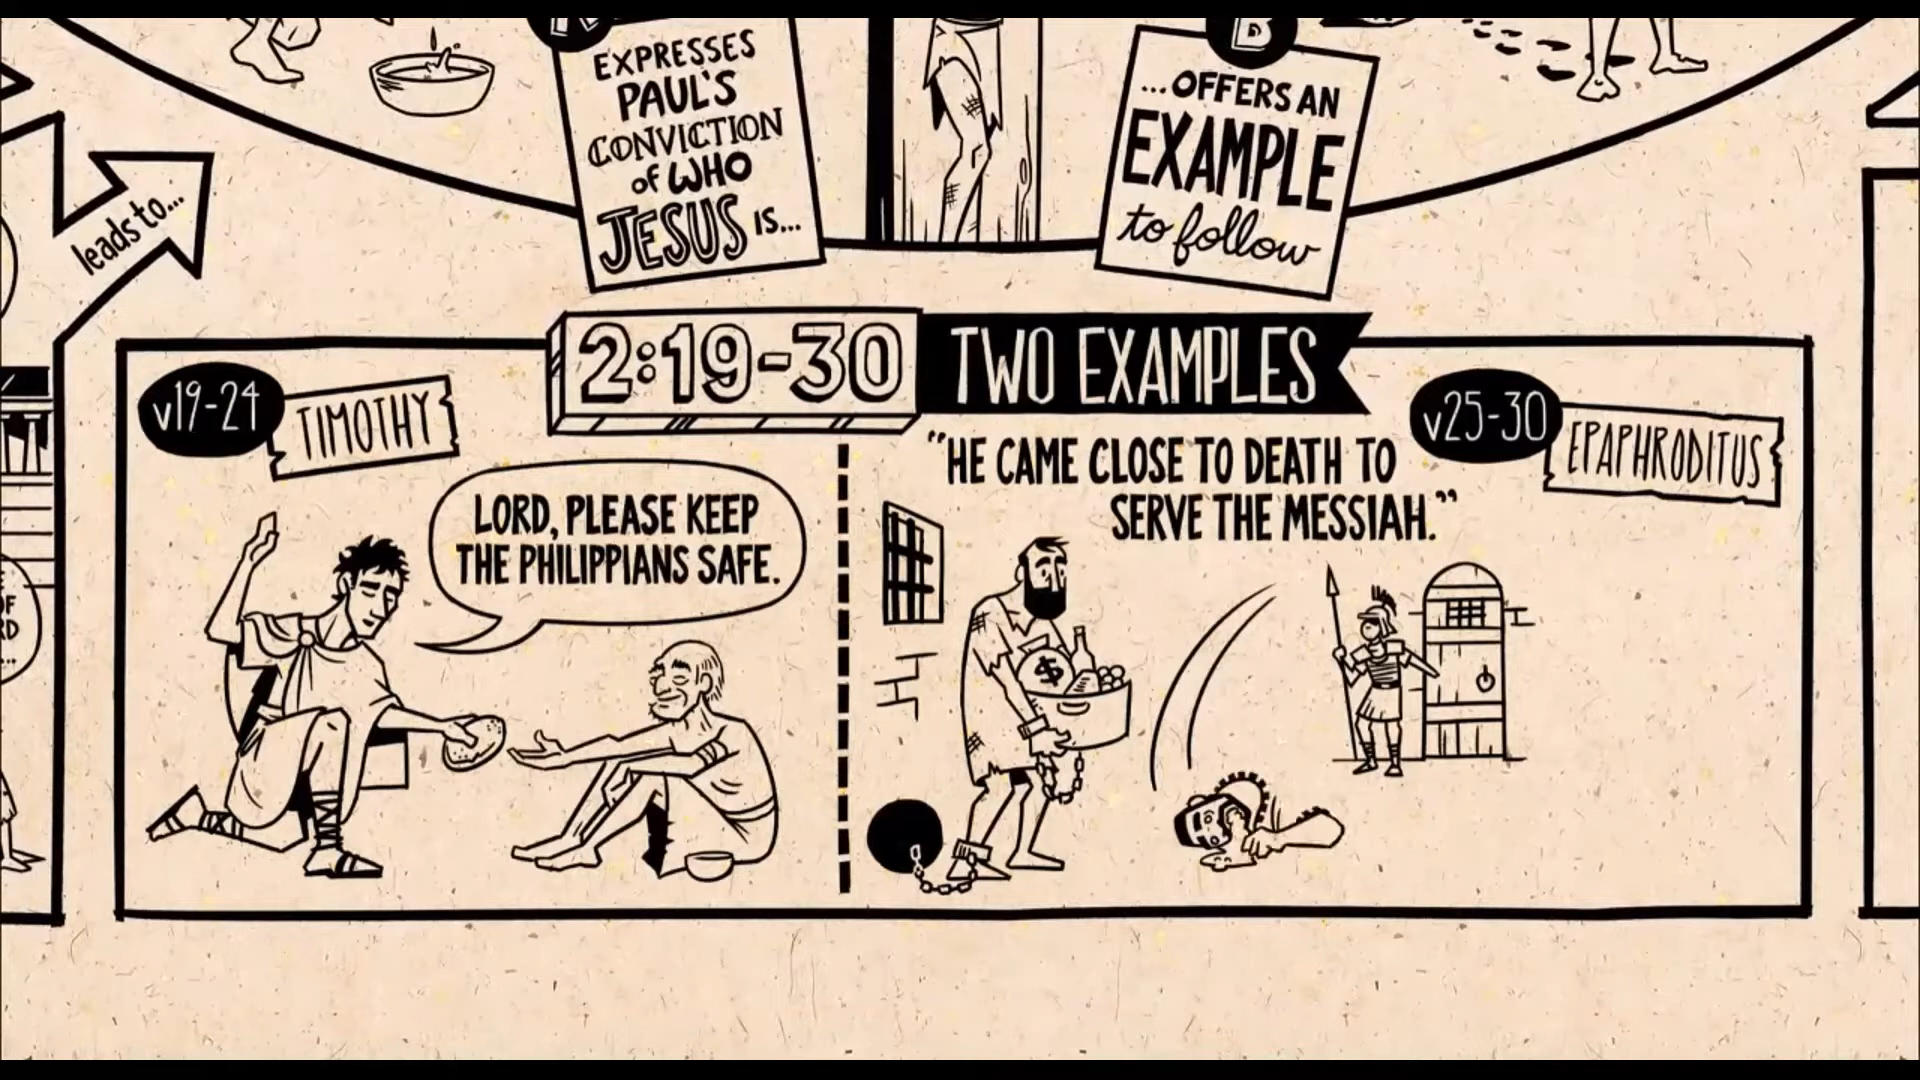 EXPRESSES
PAUL'S
CONVICTION
of WHO
JESUS IS...
B
...OFFERS AN
EXAMPLE
to follow
leads to...
2:19-30 TWO EXAMPLES
v19-24 TIMOTHY
LORD, PLEASE KEEP
THE PHILIPPIANS SAFE.
v25-30 EPAPHRODITUS
"HE CAME CLOSE TO DEATH TO
SERVE THE MESSIAH."
$